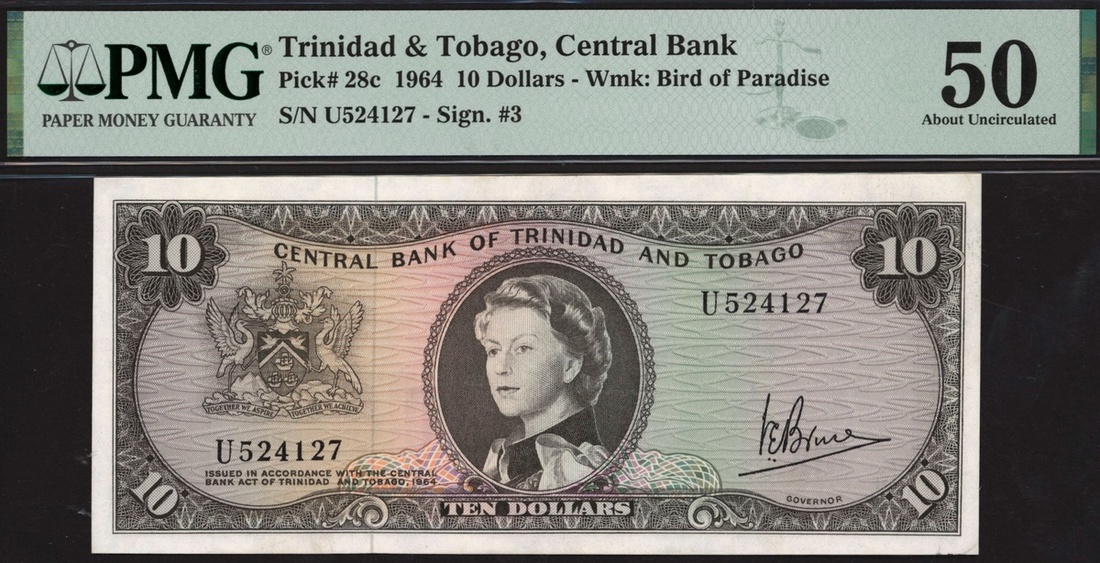 PMG®
PAPER MONEY GUARANTY
Trinidad & Tobago, Central Bank
Pick# 28c 1964 10 Dollars - Wmk: Bird of Paradise
S/N U524127 - Sign. #3
50
About Uncirculated
10
10
CENTRAL BANK OF TRINIDAD AND TOBAGO
U524127
TOGETHER WE ASPIRE TOGETHER WE ACHIEVE
U524127
ISSUED IN ACCORDANCE WITH THE CENTRAL
BANK ACT OF TRINIDAD AND TOBAGO, 1964
VEBruce
GOVERNOR
10
TEN DOLLARS
10